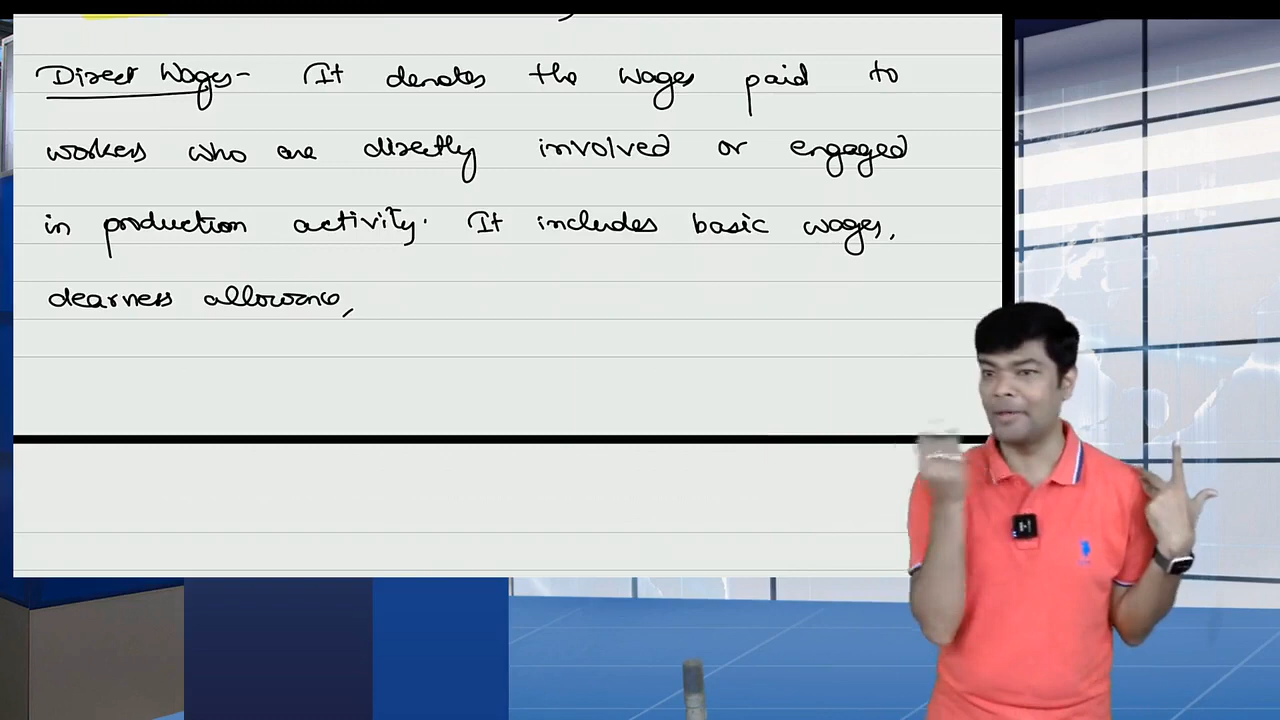 Direct Wages- It denotes the wages paid to
workers who are directly involved or engaged
in production activity. It includes basic wages,
dearness allowance,